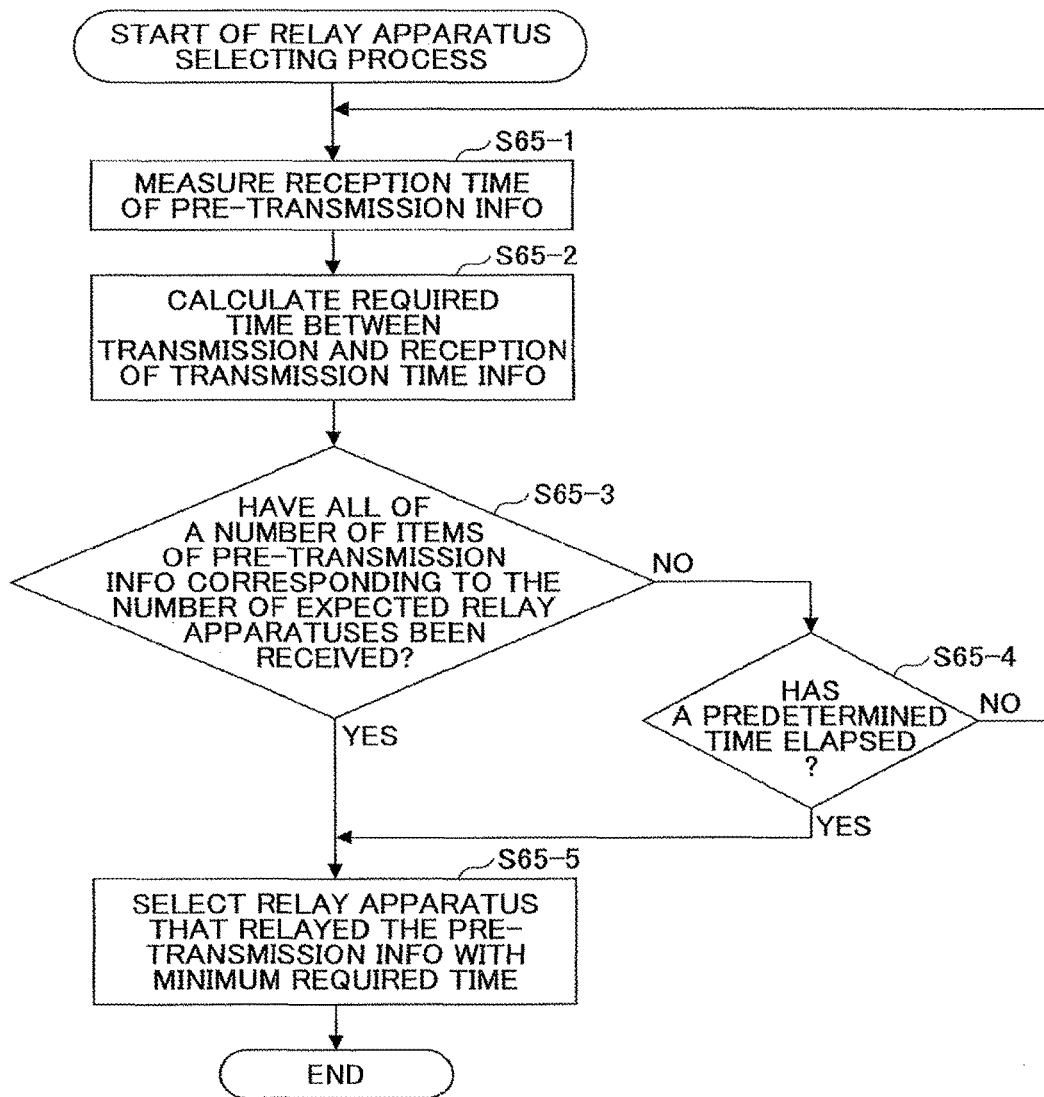 START OF RELAY APPARATUS
SELECTING PROCESS
S65-1
MEASURE RECEPTION TIME
OF PRE-TRANSMISSION INFO
S65-2
CALCULATE REQUIRED
TIME BETWEEN
TRANSMISSION AND RECEPTION
OF TRANSMISSION TIME INFO
S65-3
HAVE ALL OF
A NUMBER OF ITEMS
OF PRE-TRANSMISSION
INFO CORRESPONDING TO THE
NUMBER OF EXPECTED RELAY
APPARATUSES BEEN
RECEIVED?
NO
YES
S65-4
HAS
A PREDETERMINED
TIME ELAPSED
?
NO
YES
S65-5
SELECT RELAY APPARATUS
THAT RELAYED THE PRE-
TRANSMISSION INFO WITH
MINIMUM REQUIRED TIME
END